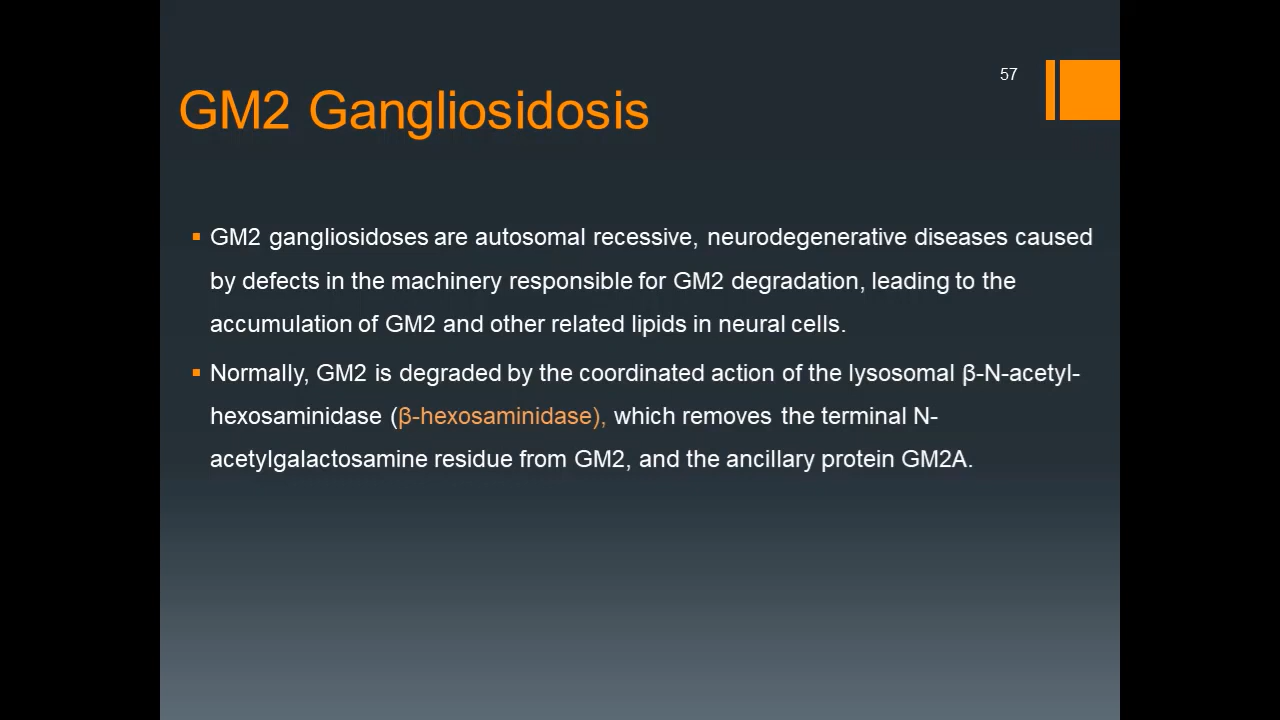 57
GM2 Gangliosidosis
▪ GM2 gangliosidoses are autosomal recessive, neurodegenerative diseases caused
by defects in the machinery responsible for GM2 degradation, leading to the
accumulation of GM2 and other related lipids in neural cells.
▪ Normally, GM2 is degraded by the coordinated action of the lysosomal β-N-acetyl-
hexosaminidase (β-hexosaminidase), which removes the terminal N-
acetylgalactosamine residue from GM2, and the ancillary protein GM2A.